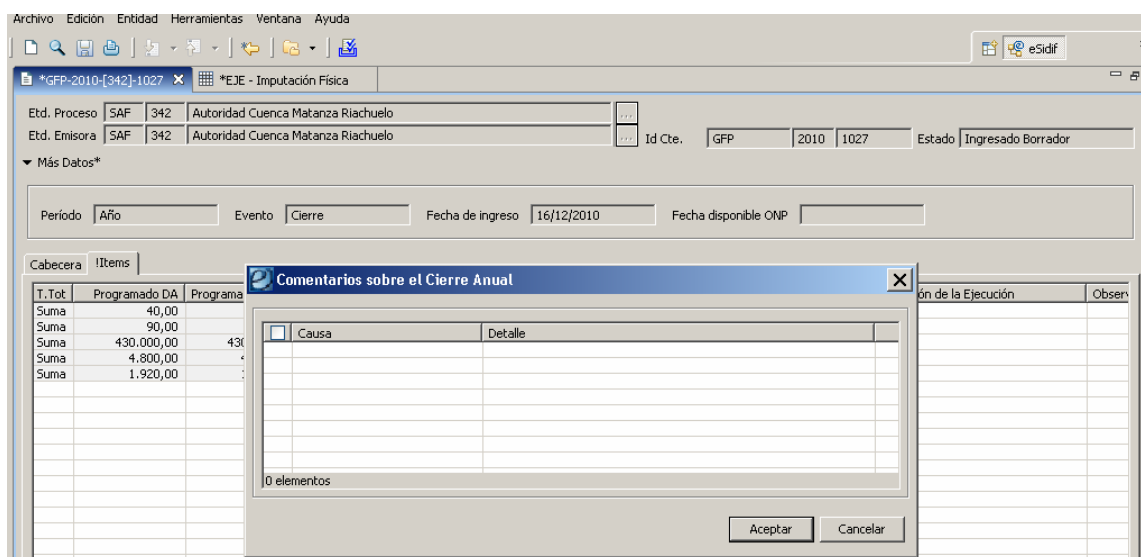 Archivo Edición Entidad Herramientas Ventana Ayuda
eSidif
*GFP-2010-[342]-1027 *EJE - Imputación Física
Etd. Proceso SAF 342 Autoridad Cuenca Matanza Riachuelo ...
Etd. Emisora SAF 342 Autoridad Cuenca Matanza Riachuelo ... Id Cte. GFP 2010 1027 Estado Ingresado Borrador
Más Datos*
Período Año Evento Cierre Fecha de ingreso 16/12/2010 Fecha disponible ONP
Cabecera !Items
Comentarios sobre el Cierre Anual
T.Tot Programado DA Programa ón de la Ejecución Observ
Suma 40,00
Suma 90,00
Suma 430.000,00 430
Suma 4.800,00
Suma 1.920,00
Causa Detalle
0 elementos
Aceptar Cancelar